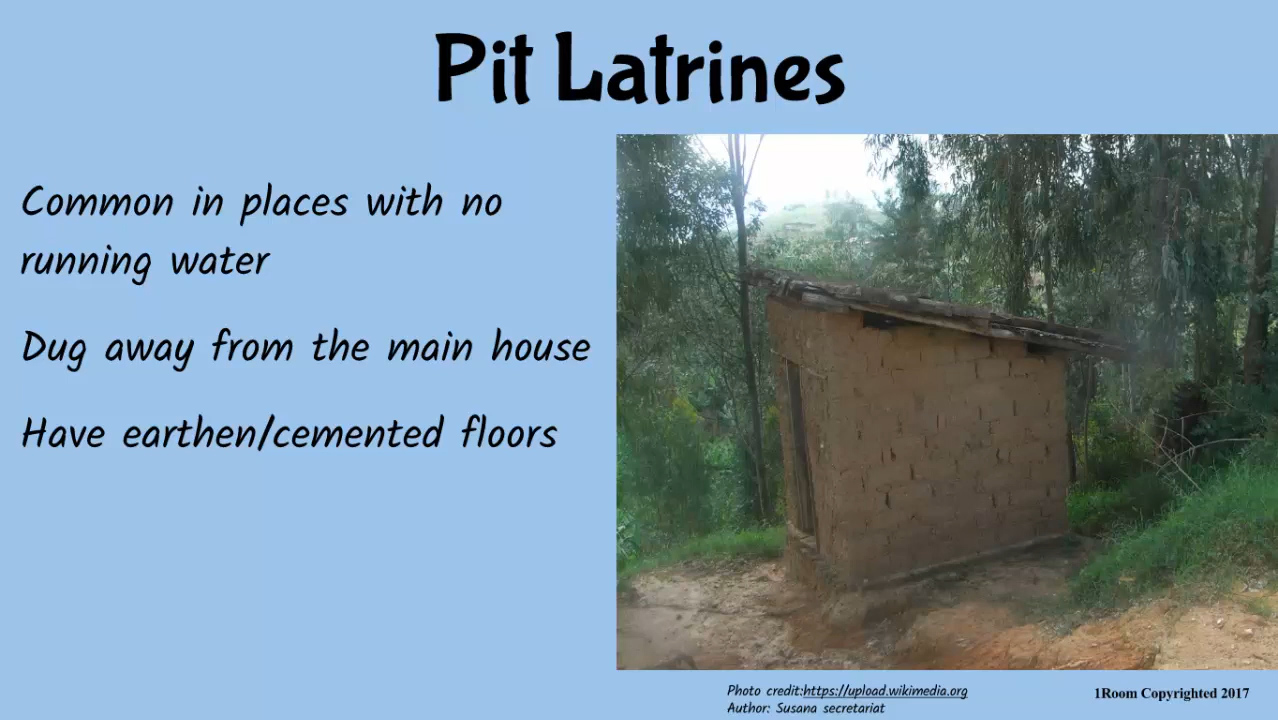 Pit Latrines
Common in places with no
running water
Dug away from the main house
Have earthen/cemented floors
Photo credit:https://upload.wikimedia.org
Author: Susana secretariat
1Room Copyrighted 2017